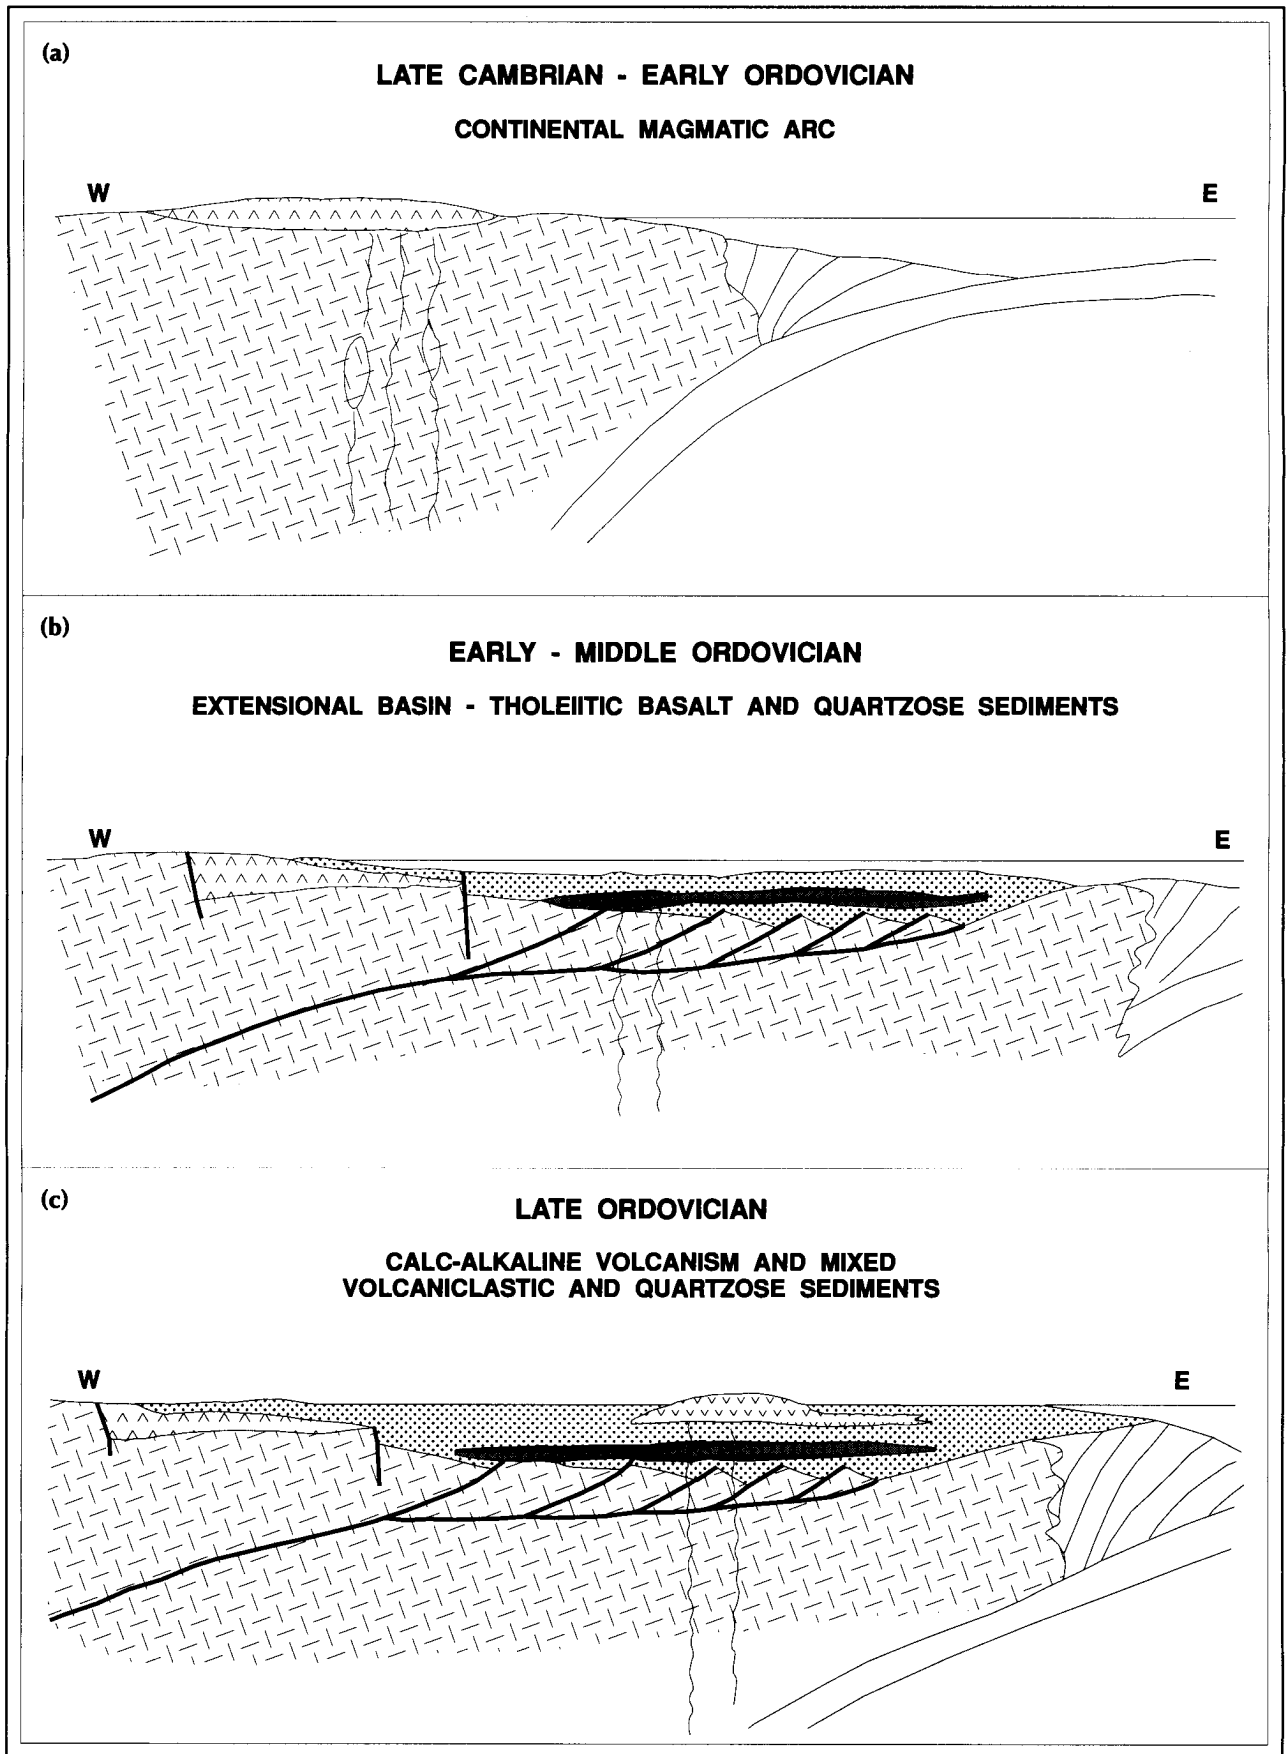 (a)
LATE CAMBRIAN - EARLY ORDOVICIAN
CONTINENTAL MAGMATIC ARC
W
E
(b)
EARLY - MIDDLE ORDOVICIAN
EXTENSIONAL BASIN - THOLEIITIC BASALT AND QUARTZOSE SEDIMENTS
W
E
(c)
LATE ORDOVICIAN
CALC-ALKALINE VOLCANISM AND MIXED
VOLCANICLASTIC AND QUARTZOSE SEDIMENTS
W
E